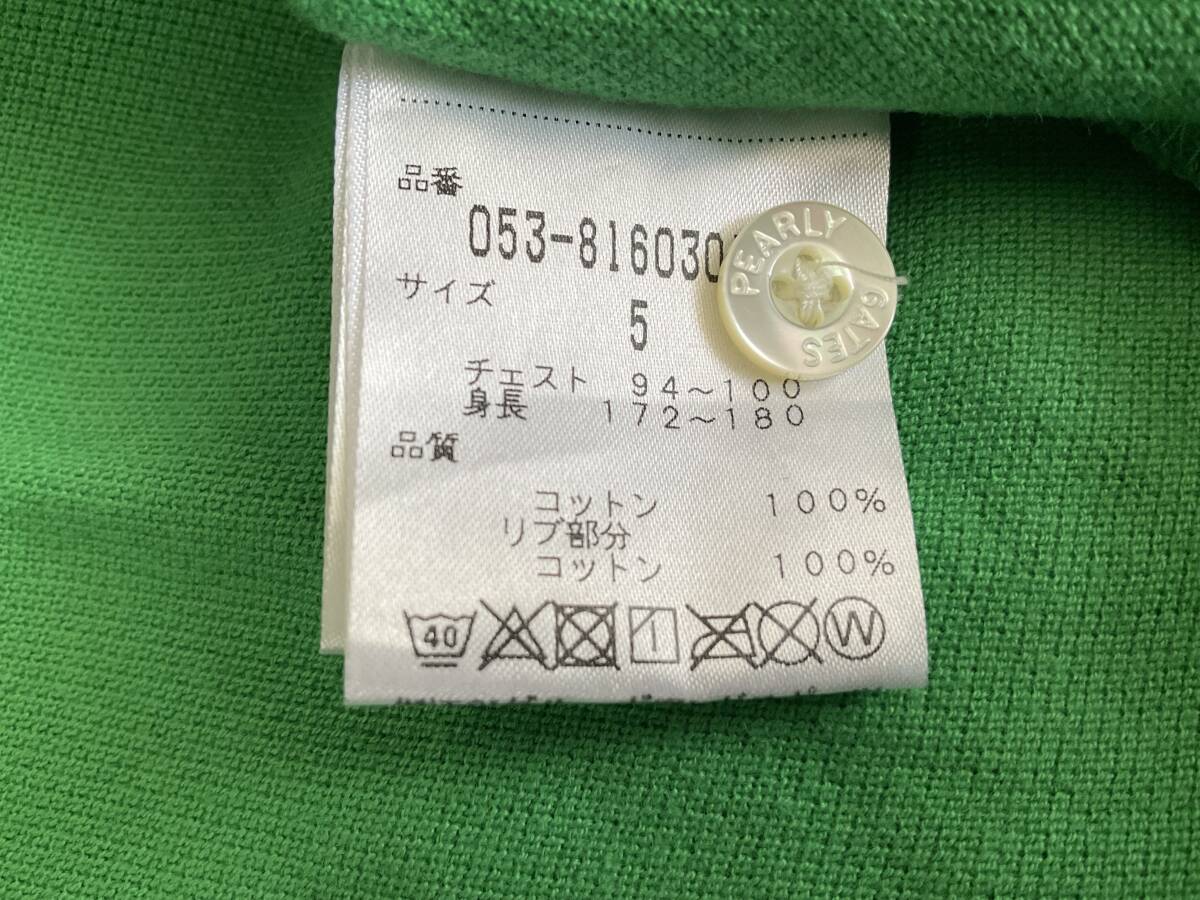 品番
053-816030
サイズ
5
チェスト 94～100
身長 172～180
品質
コットン 100%
リブ部分
コットン 100%
40
W
PEARLY GATES